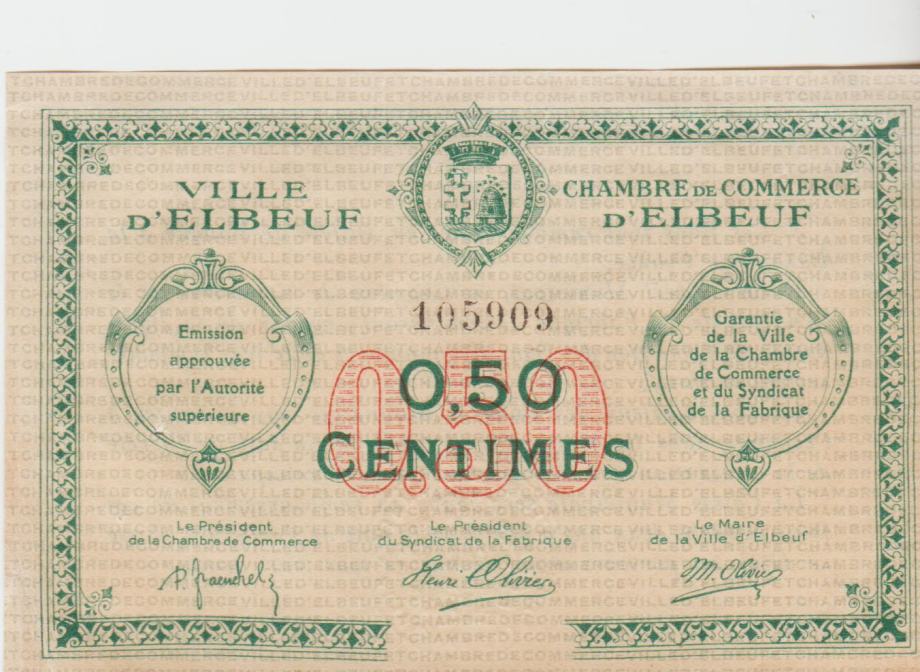 VILLE
D'ELBEUF
CHAMBRE DE COMMERCE
D'ELBEUF
105909
Emission
approuvée
par l'Autorité
supérieure
0,50
0.50
CENTIMES
Garantie
de la Ville
de la Chambre
de Commerce
et du Syndicat
de la Fabrique
Le Président
de la Chambre de Commerce
Le Président
du Syndicat de la Fabrique
Le Maire
de la Ville d'Elbeuf